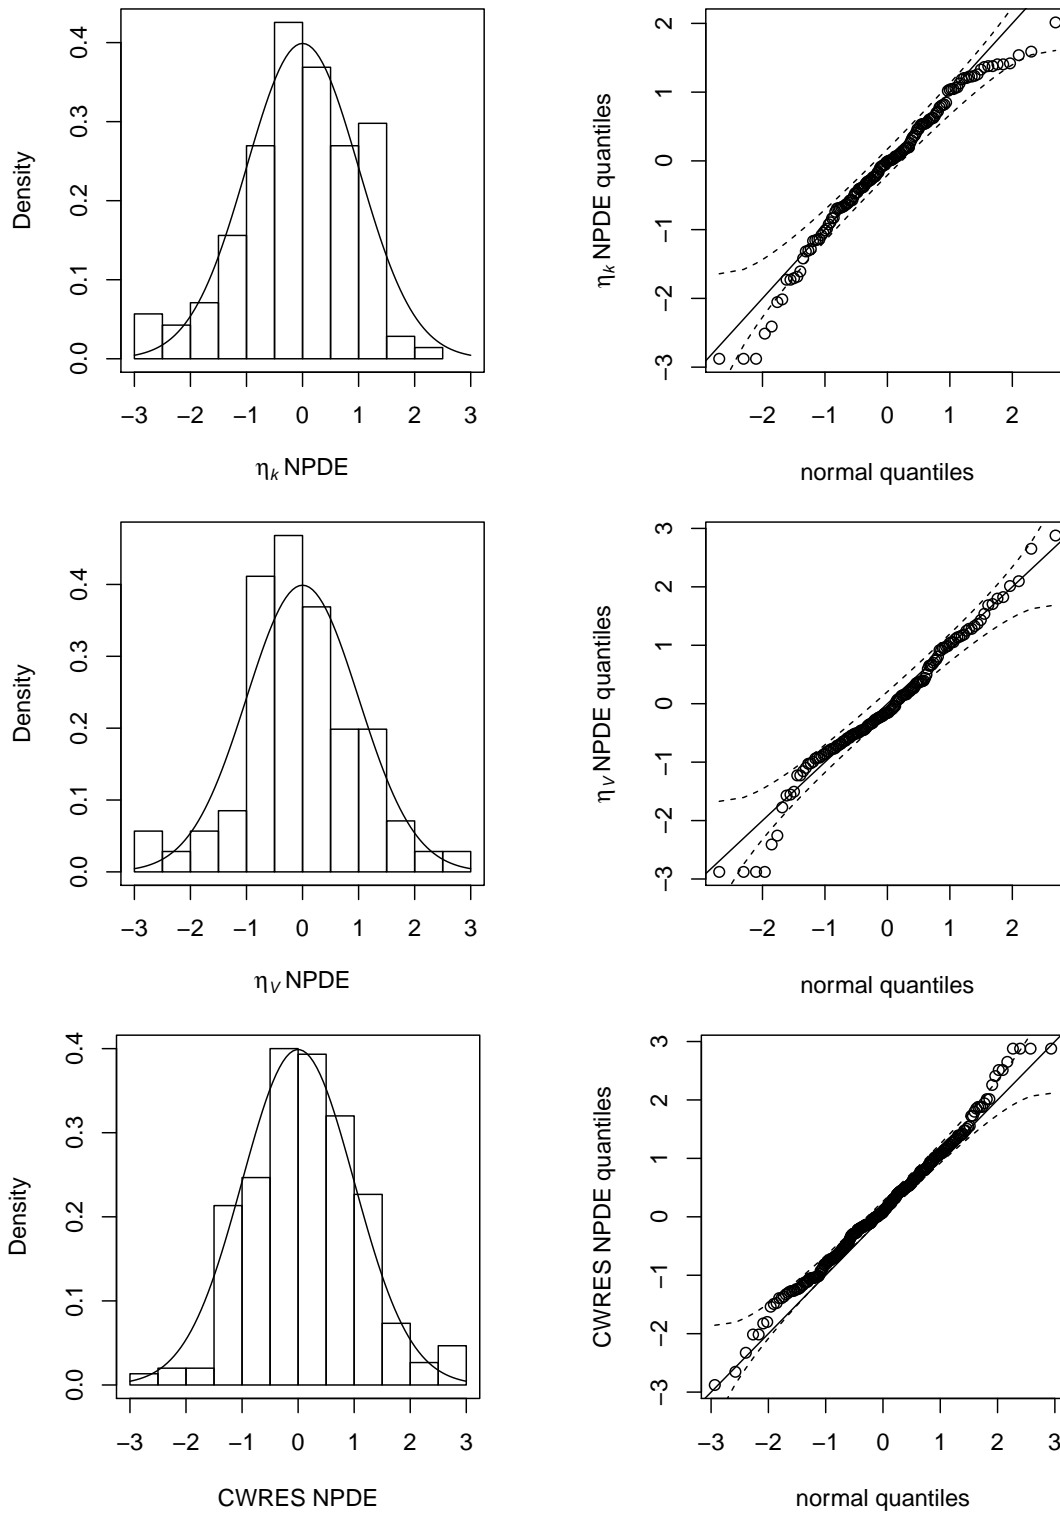 0.4
0.3
0.2
0.1
0.0
Density
−3 −2 −1 0 1 2 3
ηk NPDE
2
1
0
−1
−2
−3
ηk NPDE quantiles
−2 −1 0 1 2
normal quantiles
0.4
0.3
0.2
0.1
0.0
Density
−3 −2 −1 0 1 2 3
ηV NPDE
3
2
1
0
−1
−2
−3
ηV NPDE quantiles
−2 −1 0 1 2
normal quantiles
0.4
0.3
0.2
0.1
0.0
Density
−3 −2 −1 0 1 2 3
CWRES NPDE
3
2
1
0
−1
−2
−3
CWRES NPDE quantiles
−3 −2 −1 0 1 2 3
normal quantiles